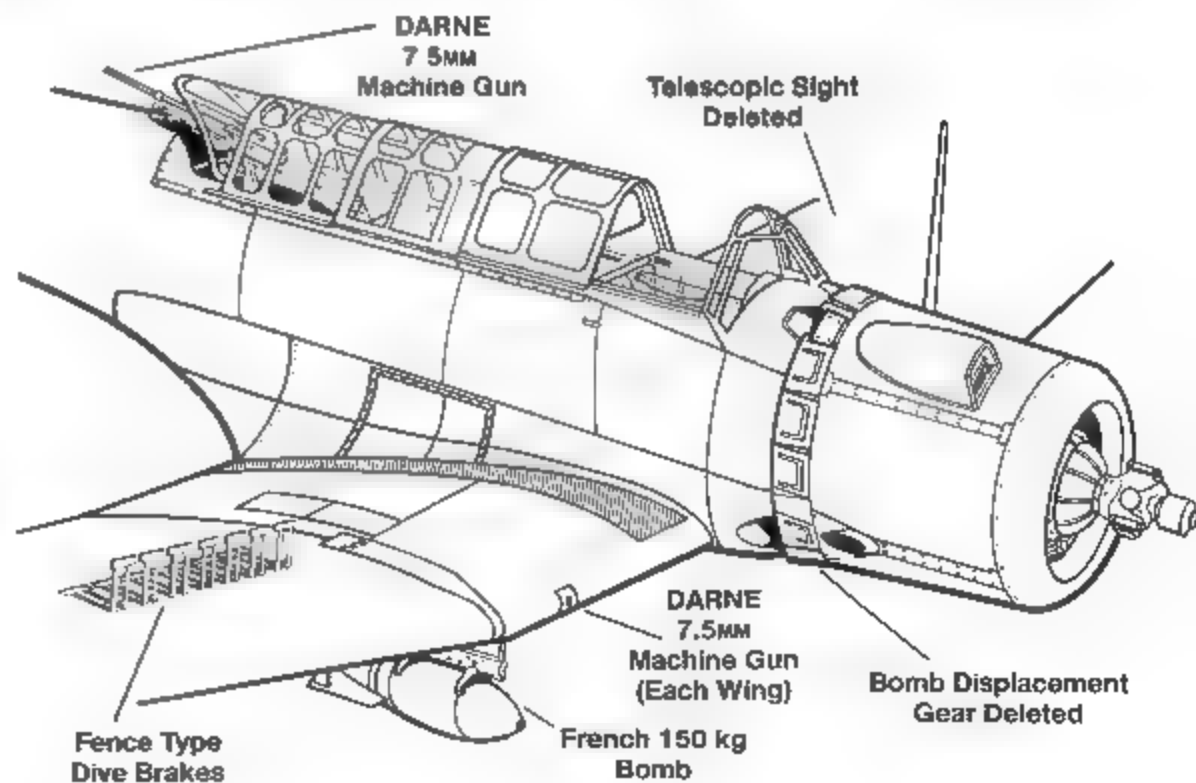 DARNE
7 5MM
Machine Gun
Telescopic Sight
Deleted
DARNE
7.5MM
Machine Gun
(Each Wing)
Bomb Displacement
Gear Deleted
French 150 kg
Bomb
Fence Type
Dive Brakes